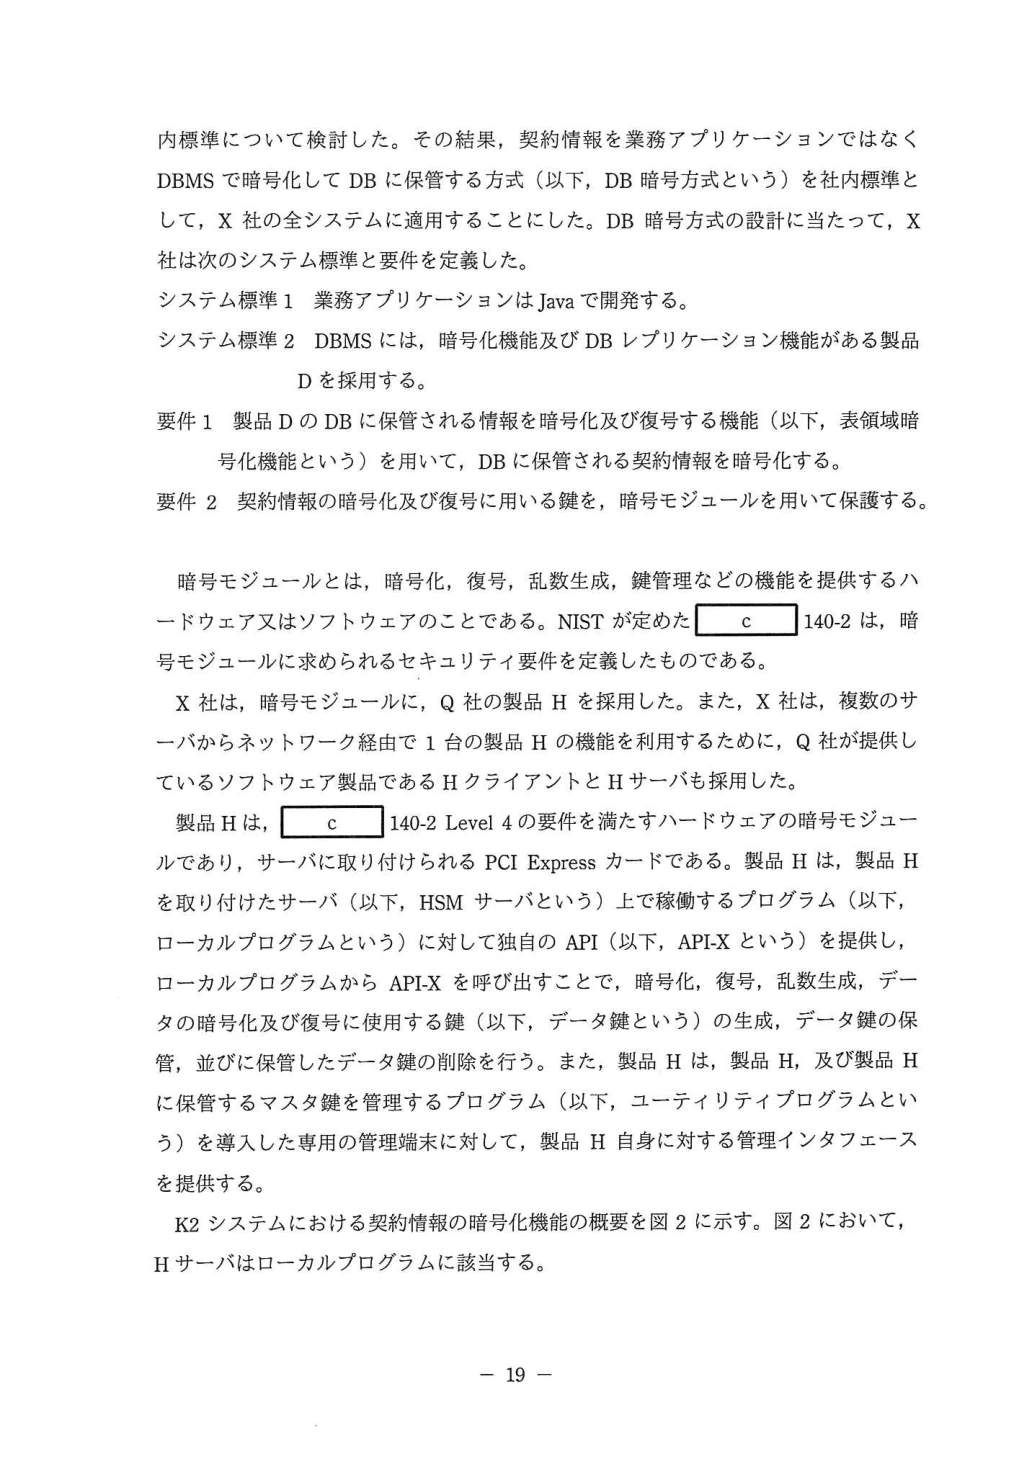 内標準について検討した。その結果，契約情報を業務アプリケーションではなく
DBMS で暗号化して DB に保管する方式（以下，DB 暗号方式という）を社内標準と
して，X 社の全システムに適用することにした。DB 暗号方式の設計に当たって，X
社は次のシステム標準と要件を定義した。
システム標準 1　業務アプリケーションは Java で開発する。
システム標準 2　DBMS には，暗号化機能及び DB レプリケーション機能がある製品
D を採用する。
要件 1　製品 D の DB に保管される情報を暗号化及び復号する機能（以下，表領域暗
号化機能という）を用いて，DB に保管される契約情報を暗号化する。
要件 2　契約情報の暗号化及び復号に用いる鍵を，暗号モジュールを用いて保護する。
暗号モジュールとは，暗号化，復号，乱数生成，鍵管理などの機能を提供するハ
ードウェア又はソフトウェアのことである。NIST が定めた c 140-2 は，暗
号モジュールに求められるセキュリティ要件を定義したものである。
X 社は，暗号モジュールに，Q 社の製品 H を採用した。また，X 社は，複数のサ
ーバからネットワーク経由で 1 台の製品 H の機能を利用するために，Q 社が提供し
ているソフトウェア製品である H クライアントと H サーバも採用した。
製品 H は， c 140-2 Level 4 の要件を満たすハードウェアの暗号モジュー
ルであり，サーバに取り付けられる PCI Express カードである。製品 H は，製品 H
を取り付けたサーバ（以下，HSM サーバという）上で稼働するプログラム（以下，
ローカルプログラムという）に対して独自の API（以下，API-X という）を提供し，
ローカルプログラムから API-X を呼び出すことで，暗号化，復号，乱数生成，デー
タの暗号化及び復号に使用する鍵（以下，データ鍵という）の生成，データ鍵の保
管，並びに保管したデータ鍵の削除を行う。また，製品 H は，製品 H，及び製品 H
に保管するマスタ鍵を管理するプログラム（以下，ユーティリティプログラムとい
う）を導入した専用の管理端末に対して，製品 H 自身に対する管理インタフェース
を提供する。
K2 システムにおける契約情報の暗号化機能の概要を図 2 に示す。図 2 において，
H サーバはローカルプログラムに該当する。
－ 19 －